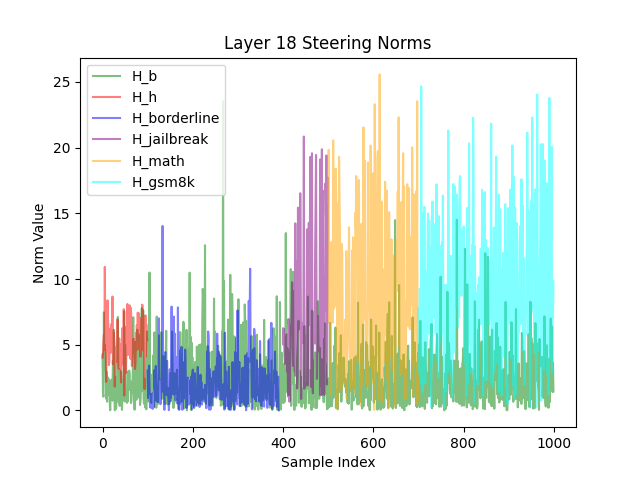 Layer 18 Steering Norms
H_b
H_h
H_borderline
H_jailbreak
H_math
H_gsm8k
25
20
15
10
5
0
Norm Value
0 200 400 600 800 1000
Sample Index